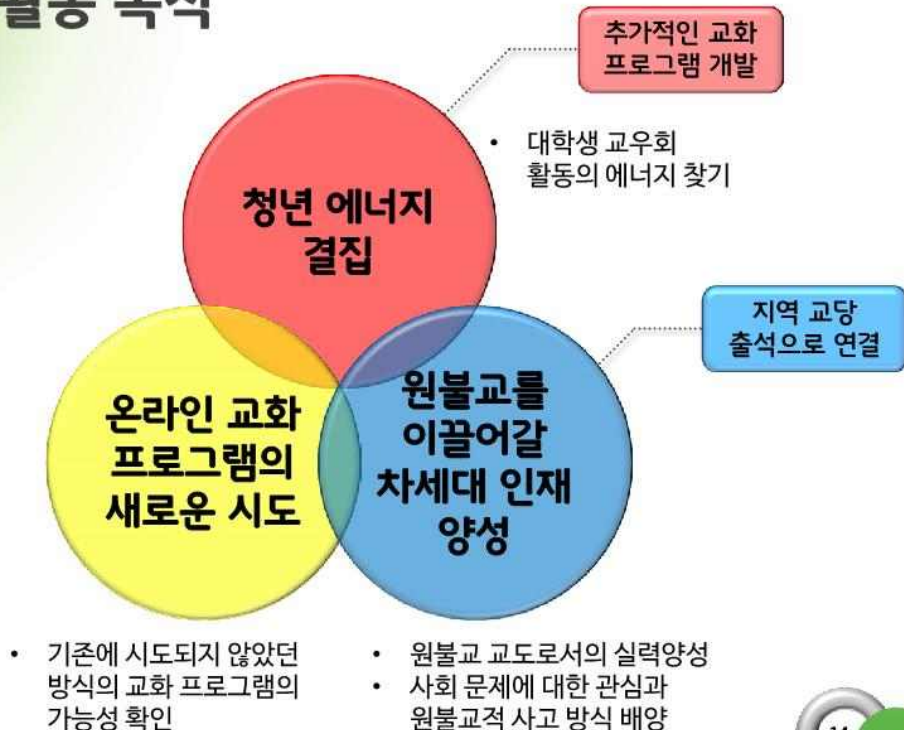 활동 목적
추가적인 교화
프로그램 개발
• 대학생 교우회
활동의 에너지 찾기
청년 에너지
결집
지역 교당
출석으로 연결
온라인 교화
프로그램의
새로운 시도
원불교를
이끌어갈
차세대 인재
양성
• 기존에 시도되지 않았던
방식의 교화 프로그램의
가능성 확인
• 원불교 교도로서의 실력양성
• 사회 문제에 대한 관심과
원불교적 사고 방식 배양